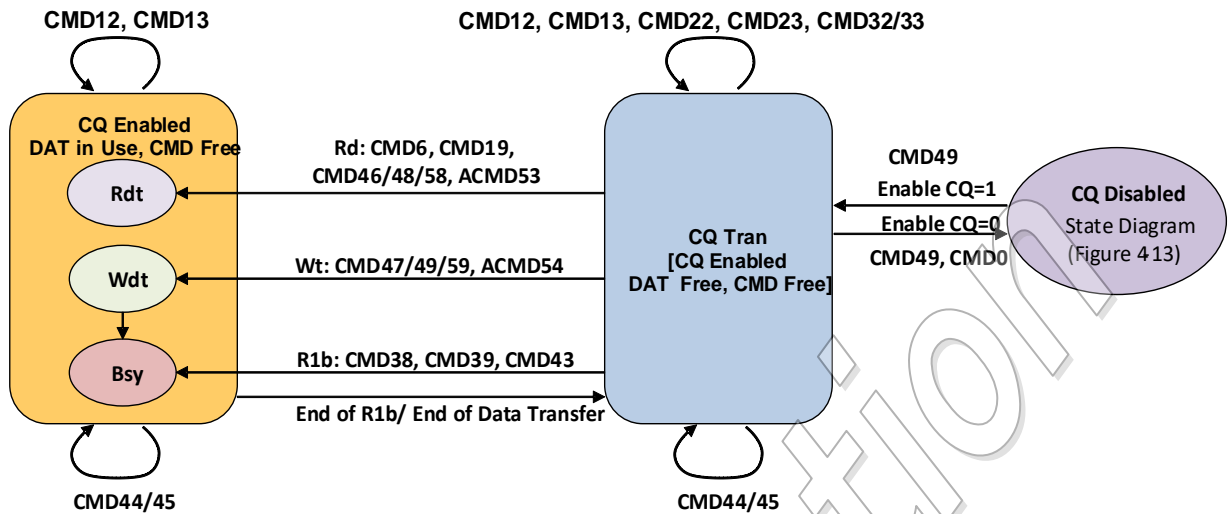 CMD12, CMD13
CMD12, CMD13, CMD22, CMD23, CMD32/33
CQ Enabled
DAT in Use, CMD Free
Rdt
Wdt
Bsy
Rd: CMD6, CMD19,
CMD46/48/58, ACMD53
Wt: CMD47/49/59, ACMD54
R1b: CMD38, CMD39, CMD43
End of R1b/ End of Data Transfer
CQ Tran
[CQ Enabled
DAT Free, CMD Free]
CMD49
Enable CQ=1
Enable CQ=0
CMD49, CMD0
CQ Disabled
State Diagram
(Figure 413)
CMD44/45
CMD44/45
tion